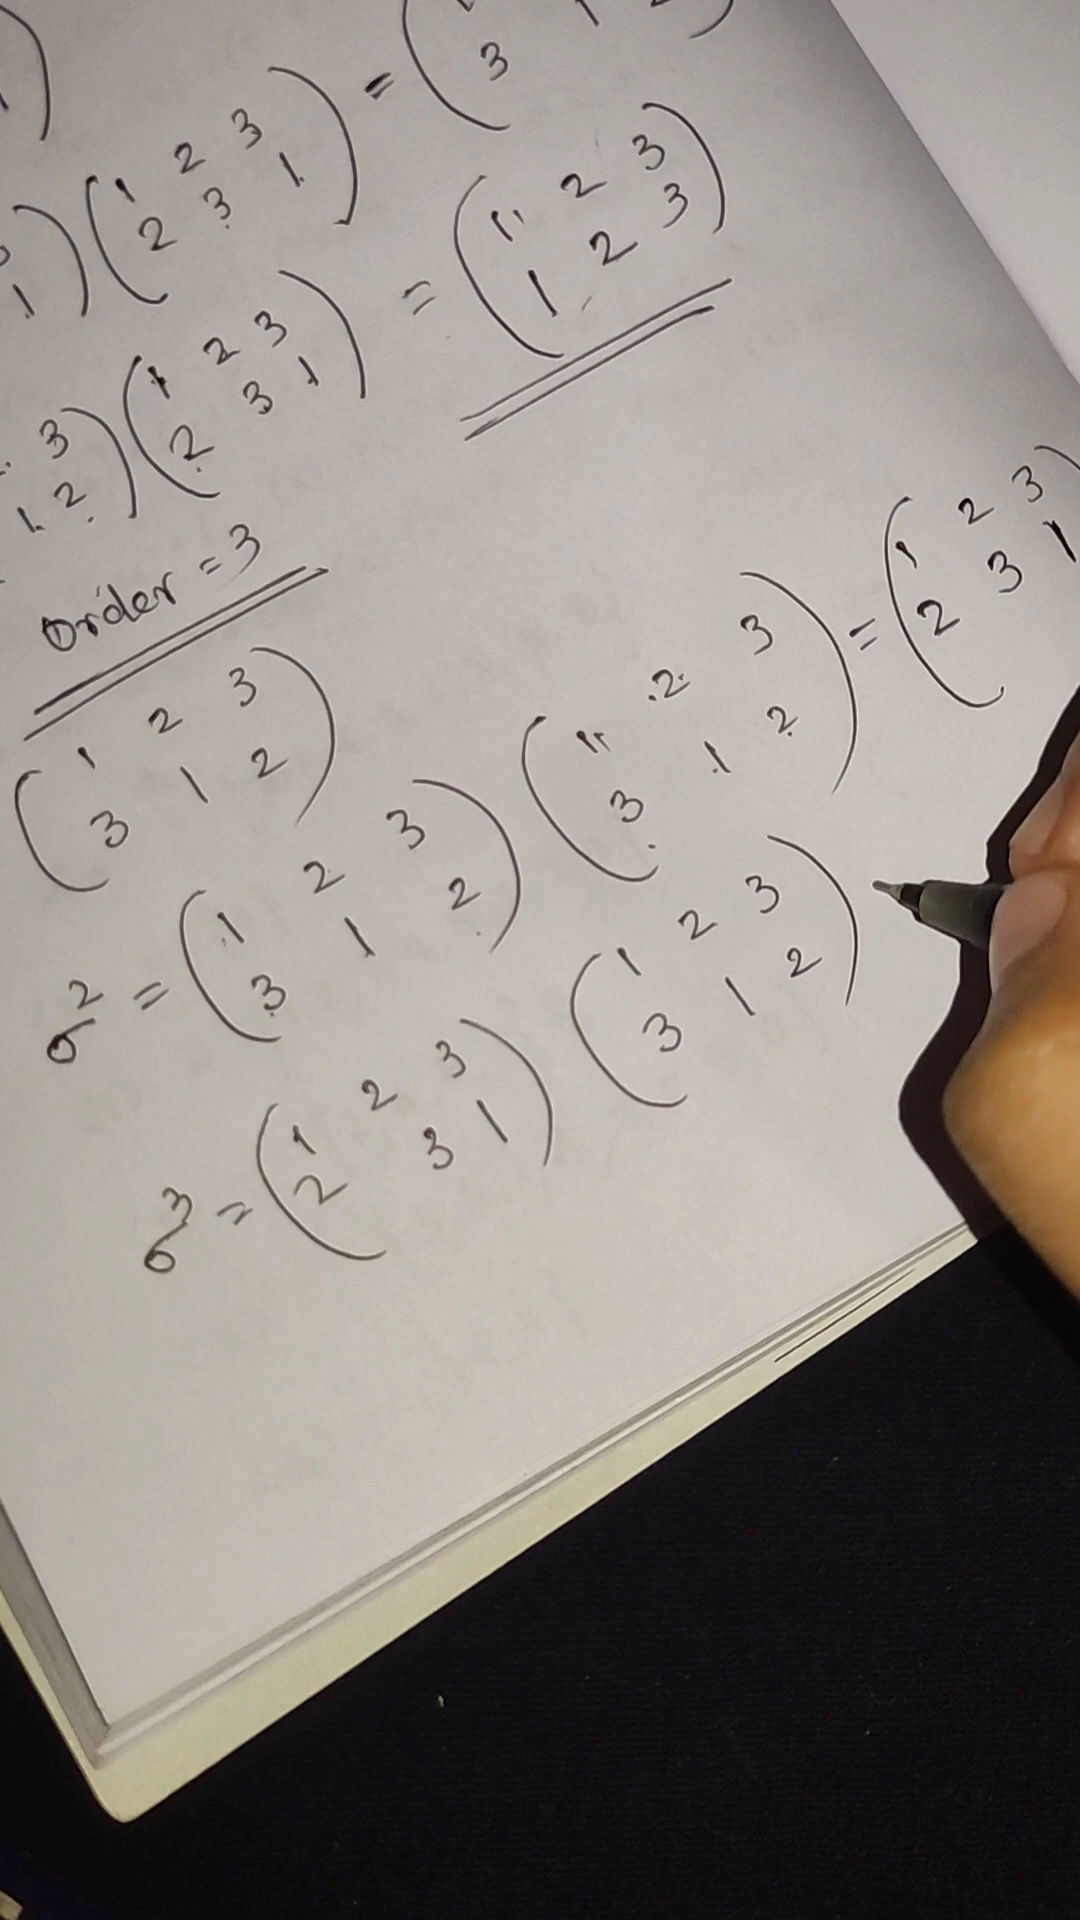 3 1
) ( 1 2 3 ) = (
1 ) ( 2 3 1 )
3 ) ( 1 2 3 ) = ( 1 2 3 )
1 2 ) ( 2 3 1 ) ( 1 2 3 )
Order = 3
( 1 2 3 )
( 3 1 2 )
σ² = ( 1 2 3 ) ( 1 2 3 ) = ( 1 2 3 )
( 3 1 2 ) ( 3 1 2 ) ( 2 3 1
σ³ = ( 1 2 3 ) ( 1 2 3 )
( 2 3 1 ) ( 3 1 2 )